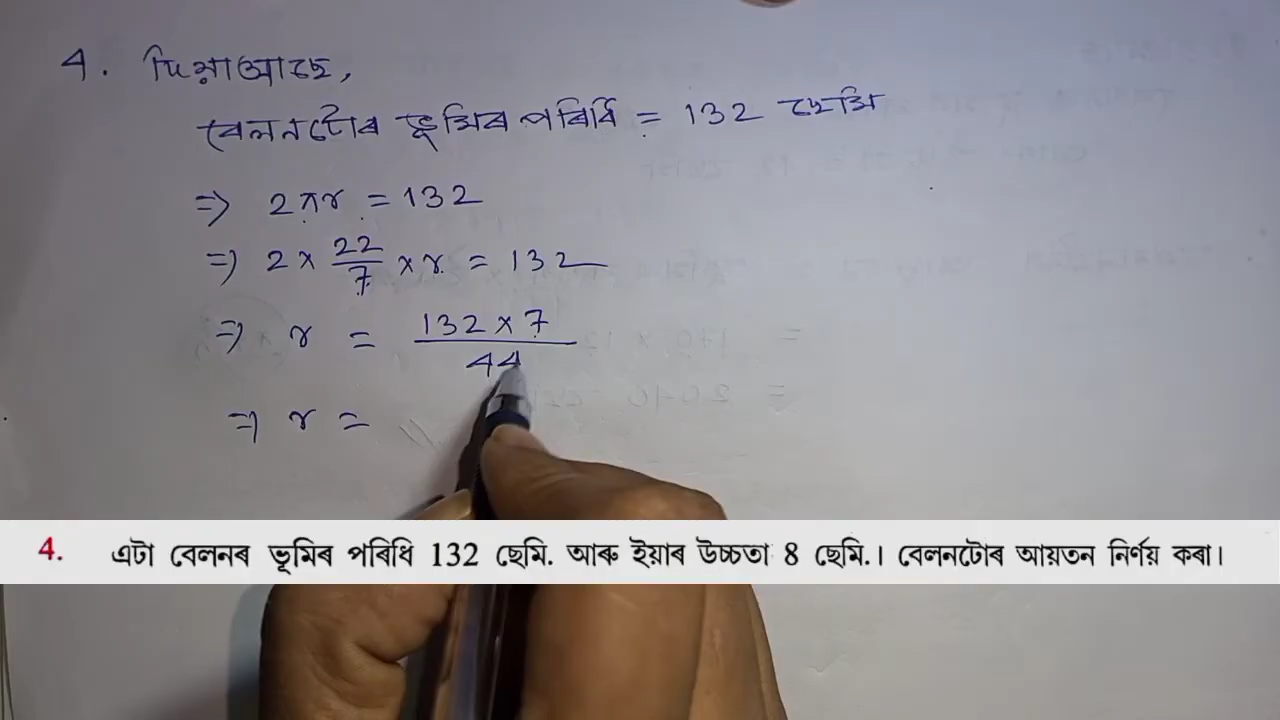 4. দিয়া আছে,
বেলনটোৰ ভূমিৰ পৰিধি = 132 ছেমি
⇒ 2πr = 132
⇒ 2 × 22/7 × r = 132
⇒ r = 132 × 7 / 44
⇒ r =
4. এটা বেলনৰ ভূমিৰ পৰিধি 132 ছেমি. আৰু ইয়াৰ উচ্চতা 8 ছেমি.। বেলনটোৰ আয়তন নিৰ্ণয় কৰা।